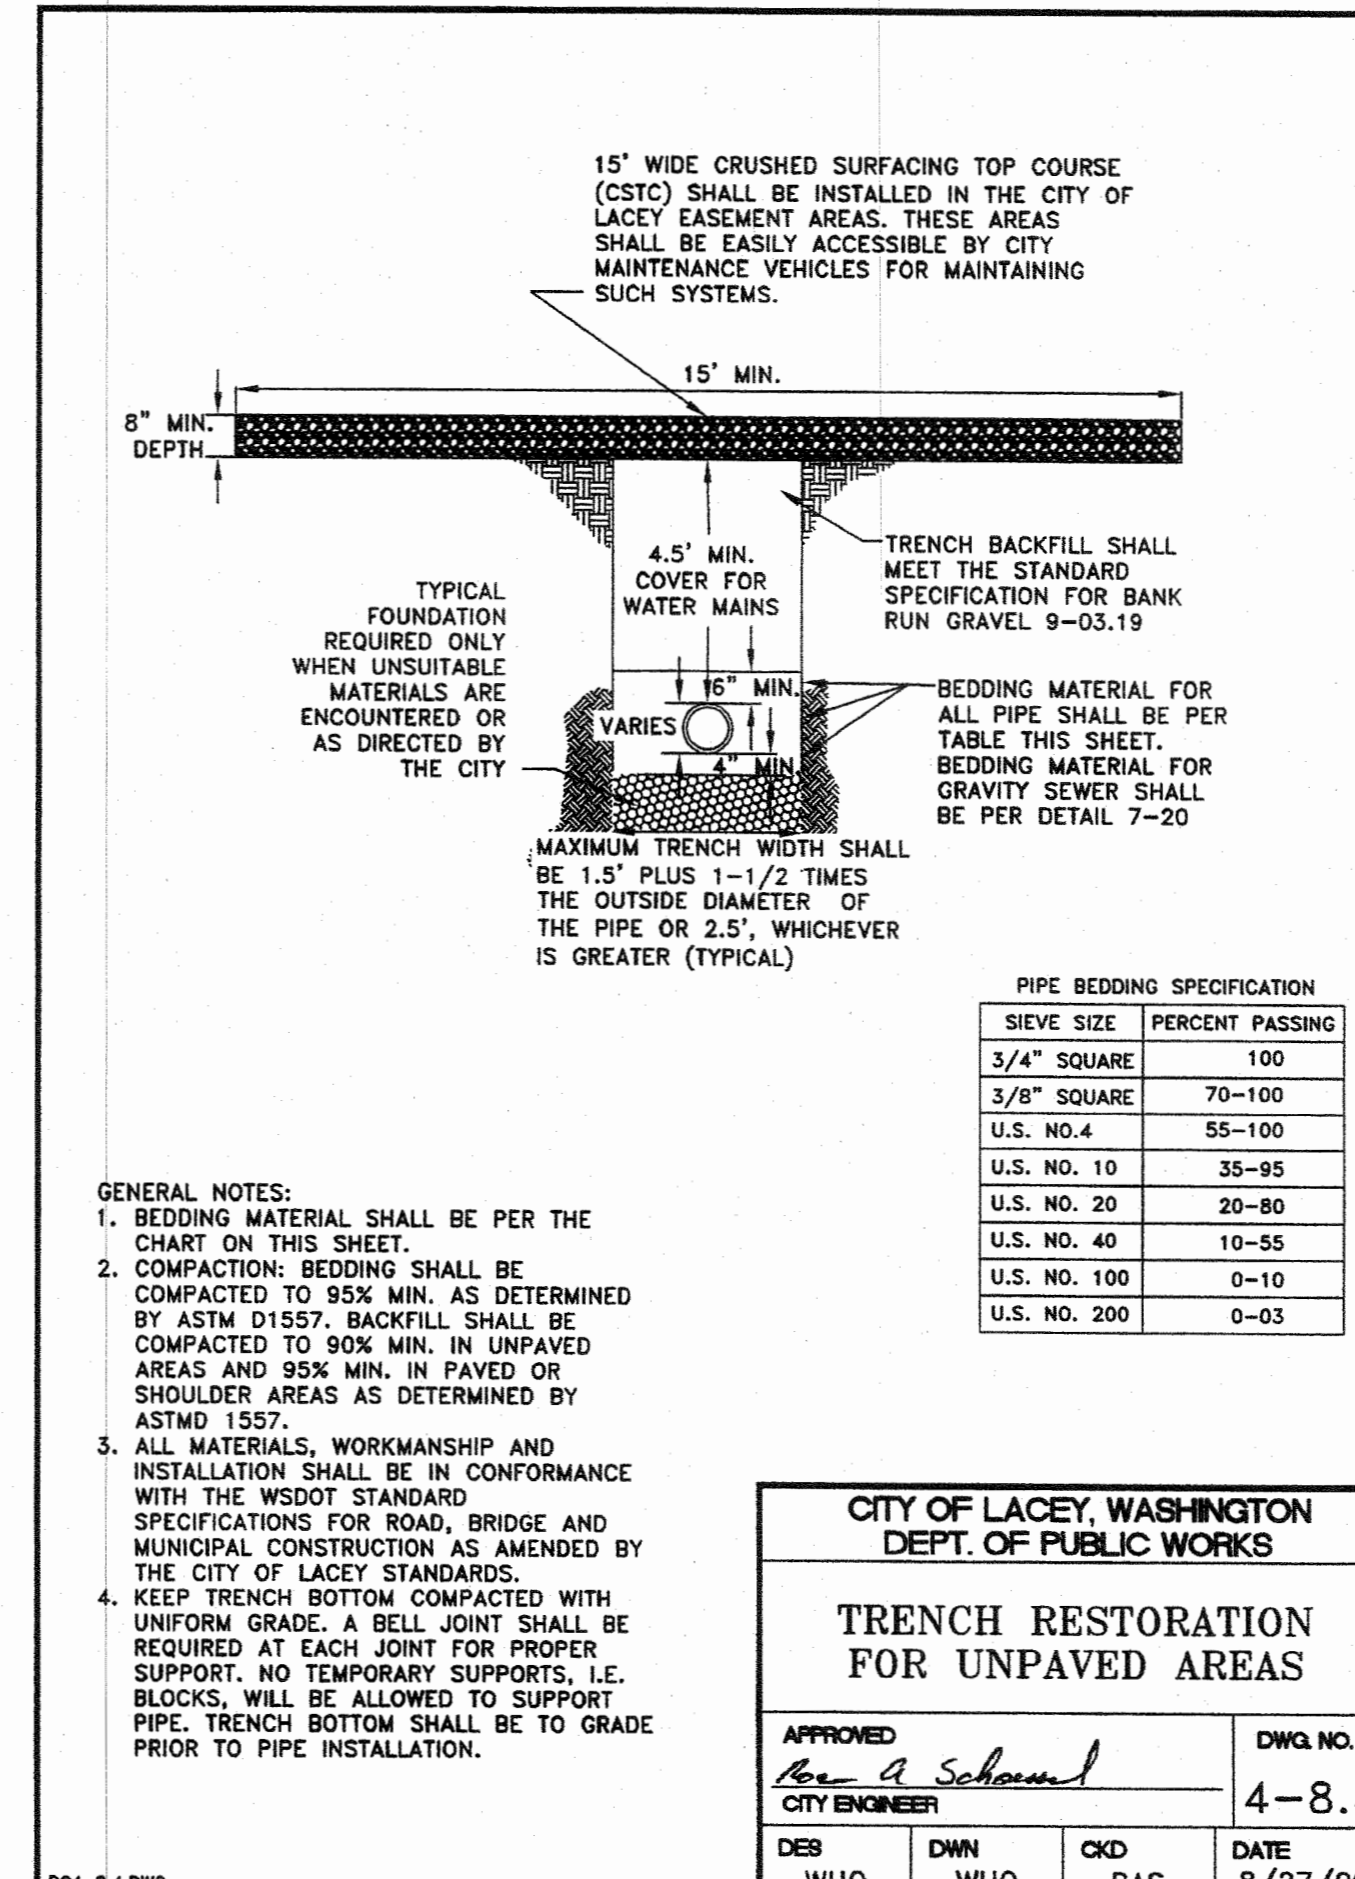 15' WIDE CRUSHED SURFACING TOP COURSE
(CSTC) SHALL BE INSTALLED IN THE CITY OF
LACEY EASEMENT AREAS. THESE AREAS
SHALL BE EASILY ACCESSIBLE BY CITY
MAINTENANCE VEHICLES FOR MAINTAINING
SUCH SYSTEMS.
15' MIN.
8" MIN.
DEPTH
4.5' MIN.
COVER FOR
WATER MAINS
TRENCH BACKFILL SHALL
MEET THE STANDARD
SPECIFICATION FOR BANK
RUN GRAVEL 9-03.19
TYPICAL
FOUNDATION
REQUIRED ONLY
WHEN UNSUITABLE
MATERIALS ARE
ENCOUNTERED OR
AS DIRECTED BY
THE CITY
6" MIN.
VARIES
4" MIN.
BEDDING MATERIAL FOR
ALL PIPE SHALL BE PER
TABLE THIS SHEET.
BEDDING MATERIAL FOR
GRAVITY SEWER SHALL
BE PER DETAIL 7-20
MAXIMUM TRENCH WIDTH SHALL
BE 1.5' PLUS 1-1/2 TIMES
THE OUTSIDE DIAMETER OF
THE PIPE OR 2.5', WHICHEVER
IS GREATER (TYPICAL)
PIPE BEDDING SPECIFICATION
SIEVE SIZE PERCENT PASSING
3/4" SQUARE 100
3/8" SQUARE 70-100
U.S. NO.4 55-100
U.S. NO. 10 35-95
U.S. NO. 20 20-80
U.S. NO. 40 10-55
U.S. NO. 100 0-10
U.S. NO. 200 0-03
GENERAL NOTES:
1. BEDDING MATERIAL SHALL BE PER THE
CHART ON THIS SHEET.
2. COMPACTION: BEDDING SHALL BE
COMPACTED TO 95% MIN. AS DETERMINED
BY ASTM D1557. BACKFILL SHALL BE
COMPACTED TO 90% MIN. IN UNPAVED
AREAS AND 95% MIN. IN PAVED OR
SHOULDER AREAS AS DETERMINED BY
ASTMD 1557.
3. ALL MATERIALS, WORKMANSHIP AND
INSTALLATION SHALL BE IN CONFORMANCE
WITH THE WSDOT STANDARD
SPECIFICATIONS FOR ROAD, BRIDGE AND
MUNICIPAL CONSTRUCTION AS AMENDED BY
THE CITY OF LACEY STANDARDS.
4. KEEP TRENCH BOTTOM COMPACTED WITH
UNIFORM GRADE. A BELL JOINT SHALL BE
REQUIRED AT EACH JOINT FOR PROPER
SUPPORT. NO TEMPORARY SUPPORTS, I.E.
BLOCKS, WILL BE ALLOWED TO SUPPORT
PIPE. TRENCH BOTTOM SHALL BE TO GRADE
PRIOR TO PIPE INSTALLATION.
CITY OF LACEY, WASHINGTON
DEPT. OF PUBLIC WORKS
TRENCH RESTORATION
FOR UNPAVED AREAS
APPROVED
CITY ENGINEER
DWG. NO.
4-8.
DES DWN CKD DATE